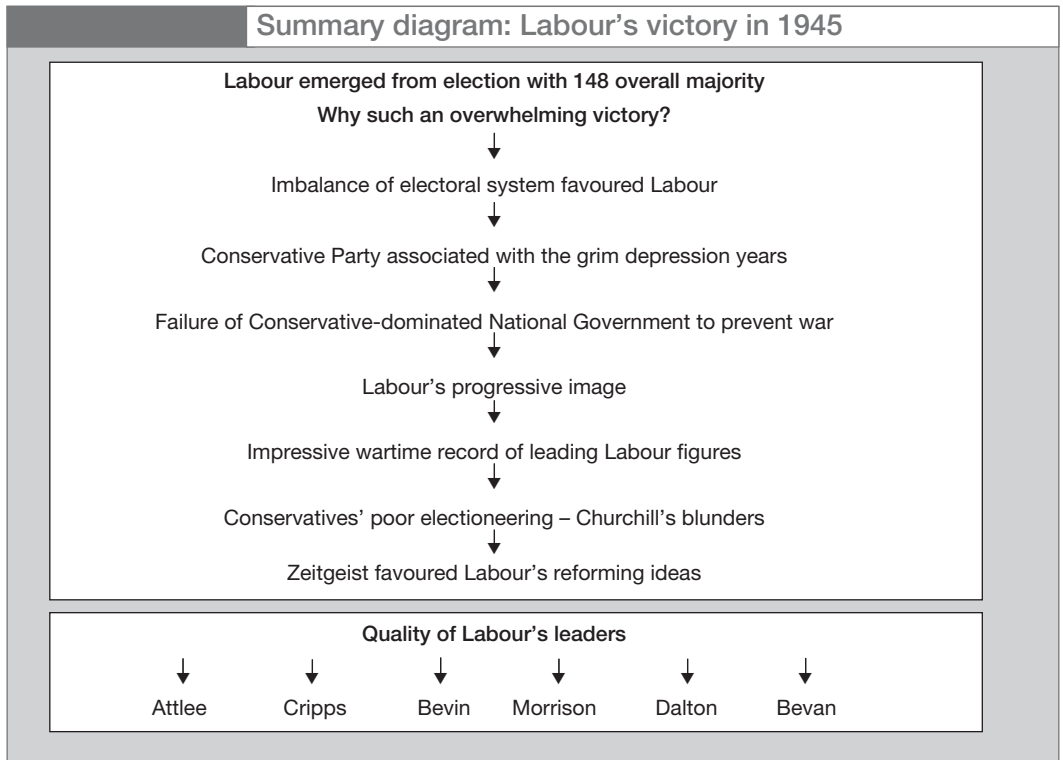 Summary diagram: Labour’s victory in 1945
Labour emerged from election with 148 overall majority
Why such an overwhelming victory?
Imbalance of electoral system favoured Labour
Conservative Party associated with the grim depression years
Failure of Conservative-dominated National Government to prevent war
Labour’s progressive image
Impressive wartime record of leading Labour figures
Conservatives’ poor electioneering – Churchill’s blunders
Zeitgeist favoured Labour’s reforming ideas
Quality of Labour’s leaders
Attlee Cripps Bevin Morrison Dalton Bevan